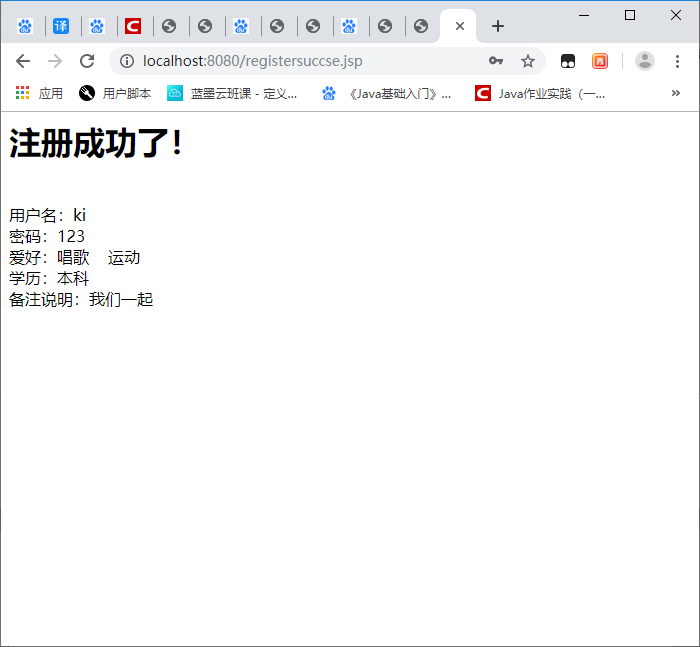 译
localhost:8080/registersuccse.jsp
应用 用户脚本 蓝墨云班课 - 定义... 《Java基础入门》... Java作业实践（一... »
注册成功了！
用户名：ki
密码：123
爱好：唱歌 运动
学历：本科
备注说明：我们一起